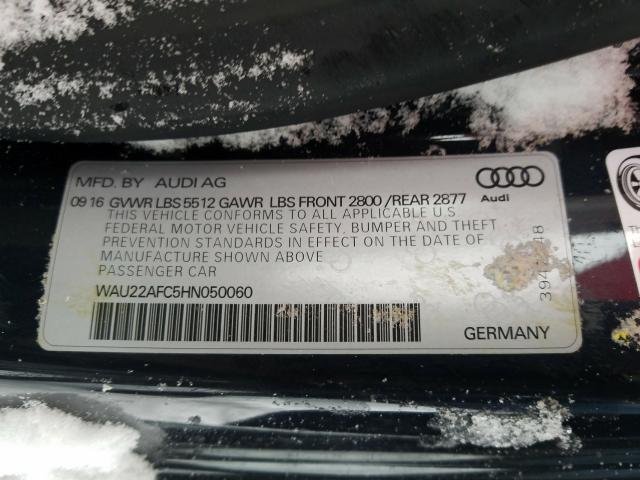 MFD. BY AUDI AG
09 16 GVWR LBS 5512 GAWR LBS FRONT 2800 /REAR 2877
Audi
THIS VEHICLE CONFORMS TO ALL APPLICABLE U.S
FEDERAL MOTOR VEHICLE SAFETY, BUMPER AND THEFT
PREVENTION STANDARDS IN EFFECT ON THE DATE OF
MANUFACTURE SHOWN ABOVE
PASSENGER CAR
WAU22AFC5HN050060
GERMANY